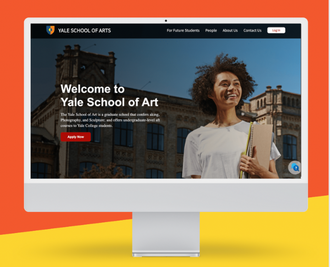 YALE SCHOOL OF ARTS
For Future Students People About Us Contact Us Log In
Welcome to
Yale School of Art
The Yale School of Art is a graduate school that confers
Photography, and Sculpture; and offers undergraduate-level art
courses to Yale College students.
Apply Now